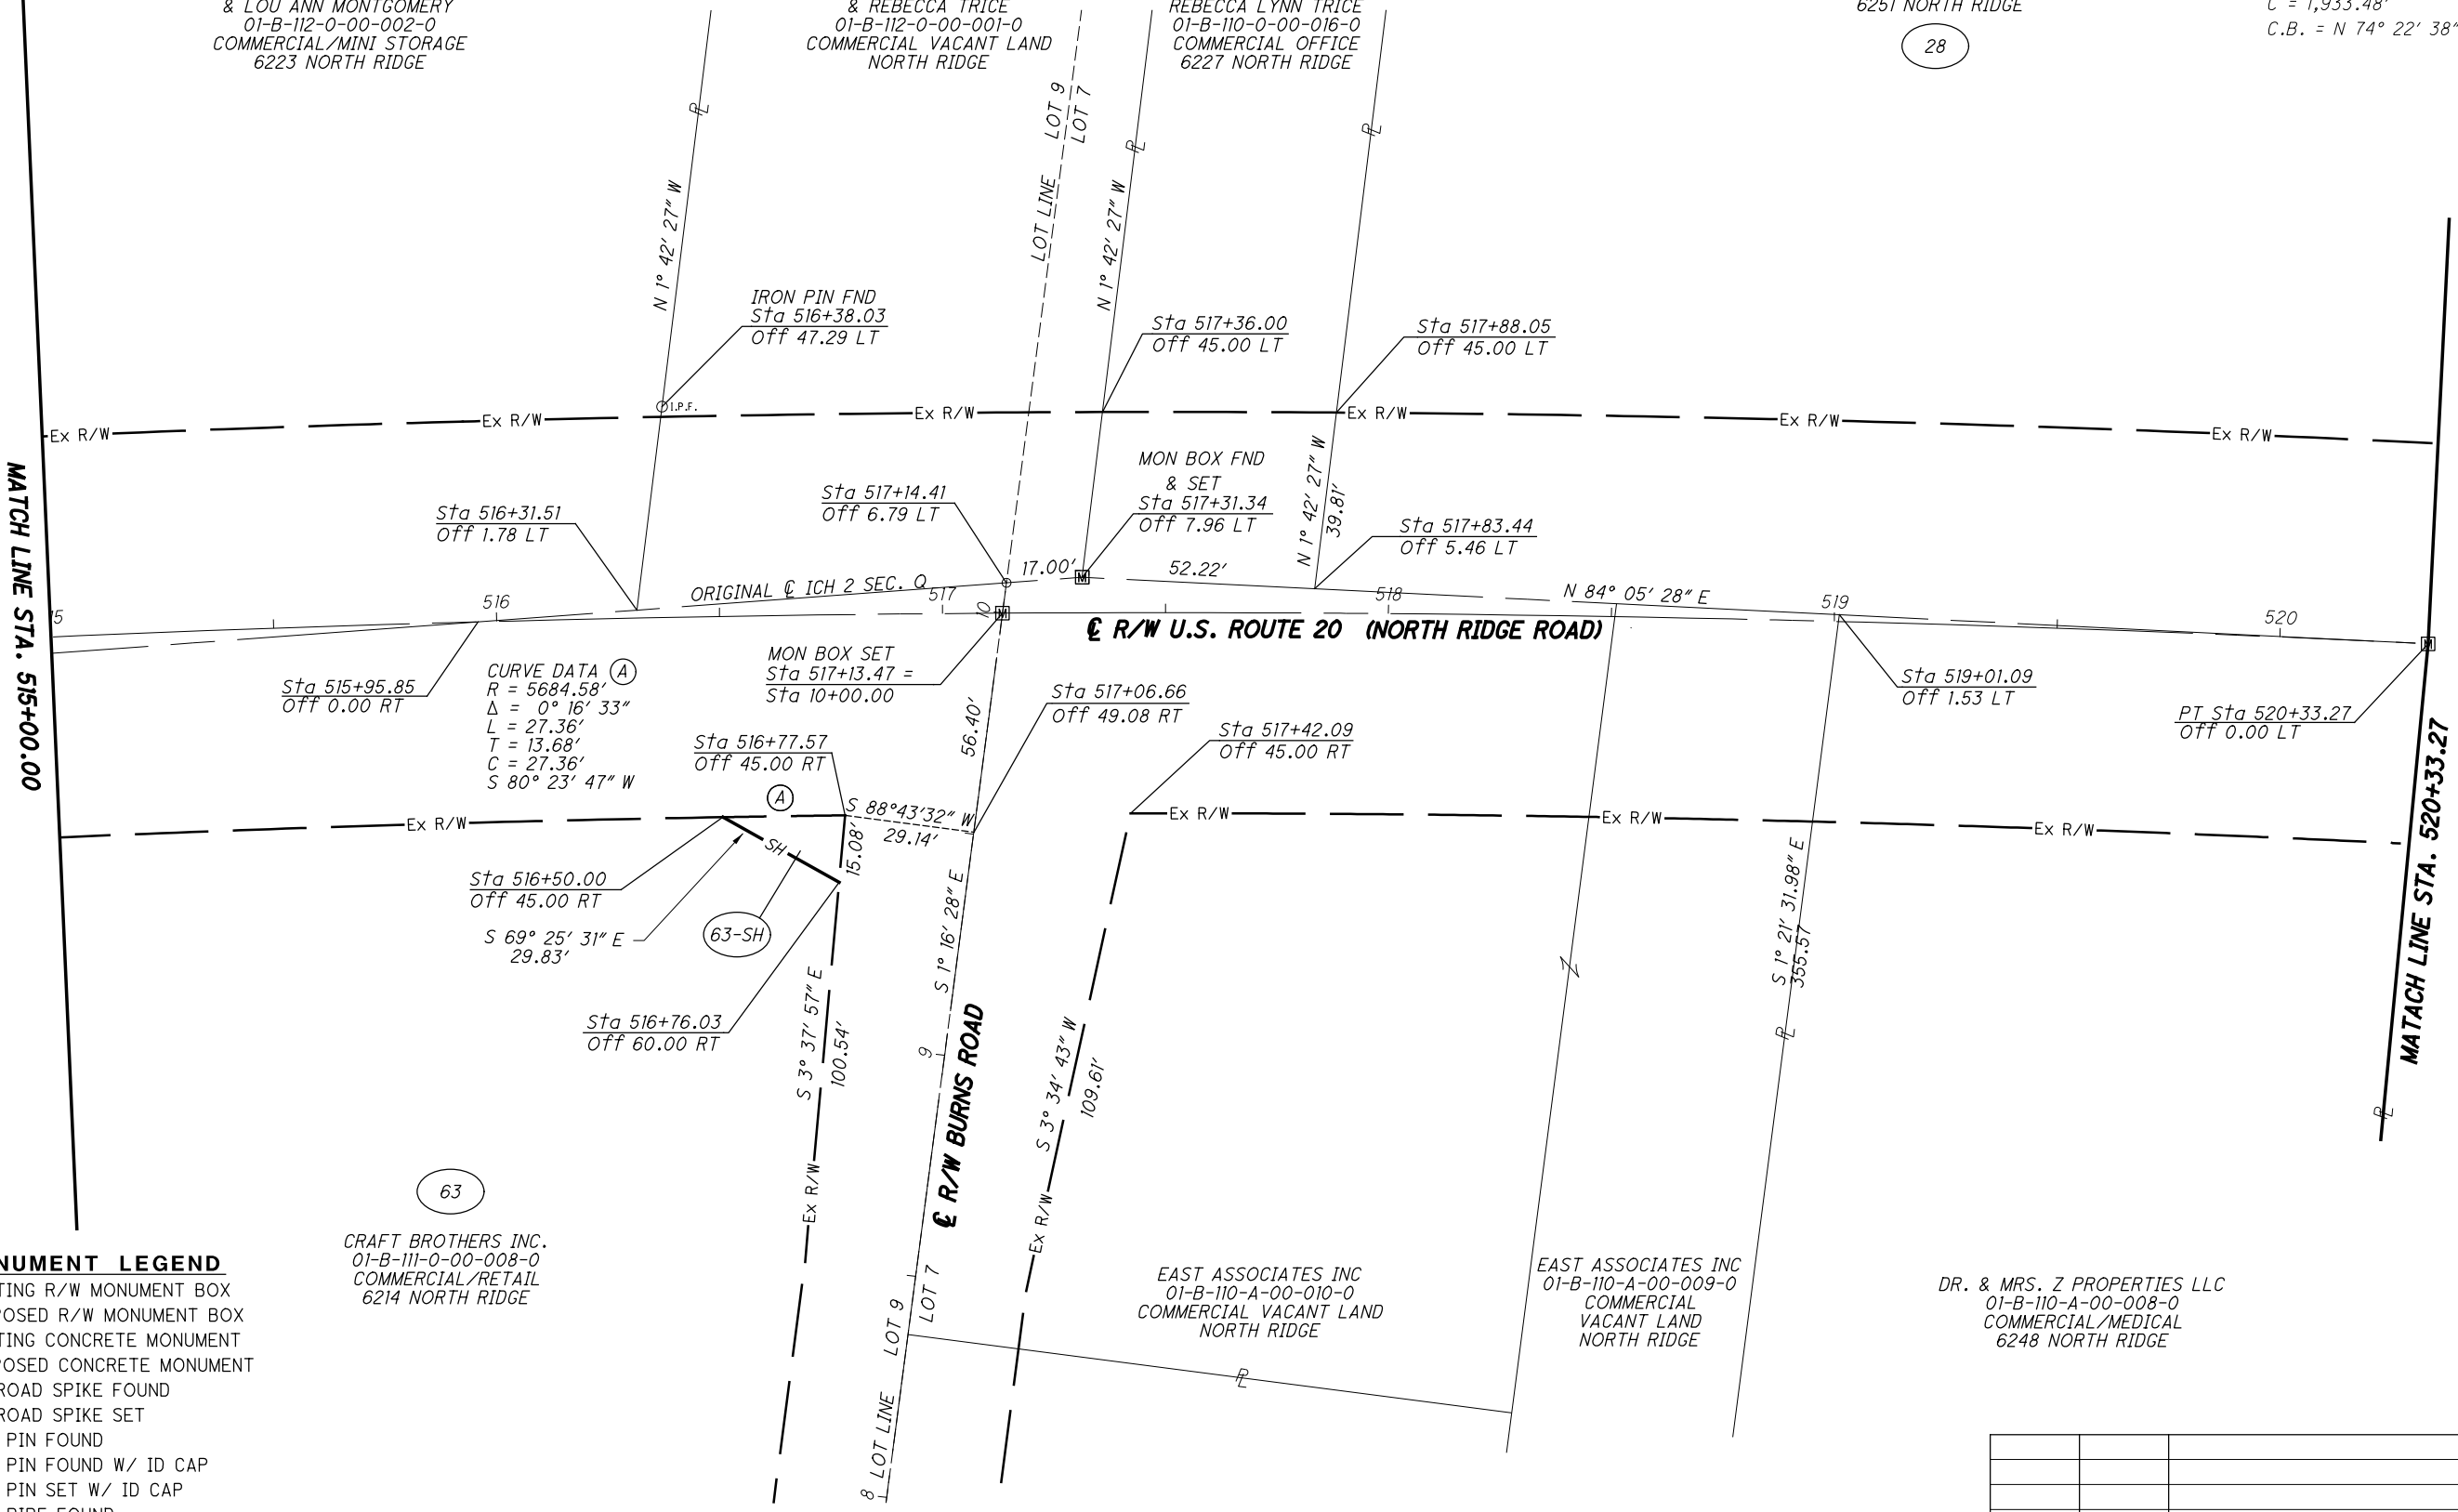 & LOU ANN MONTGOMERY
01-B-112-0-00-002-0
COMMERCIAL/MINI STORAGE
6223 NORTH RIDGE
& REBECCA TRICE
01-B-112-0-00-001-0
COMMERCIAL VACANT LAND
NORTH RIDGE
REBECCA LYNN TRICE
01-B-110-0-00-016-0
COMMERCIAL OFFICE
6227 NORTH RIDGE
6251 NORTH RIDGE
28
C = 1,933.48'
C.B. = N 74° 22' 38"
PL
LOT LINE
LOT 9
LOT 7
PL
PL
N 1° 42' 27" W
N 1° 42' 27" W
IRON PIN FND
Sta 516+38.03
Off 47.29 LT
Sta 517+36.00
Off 45.00 LT
Sta 517+88.05
Off 45.00 LT
I.P.F.
Ex R/W
Ex R/W
Ex R/W
Ex R/W
Ex R/W
Ex R/W
MATCH LINE STA. 515+00.00
Sta 516+31.51
Off 1.78 LT
Sta 517+14.41
Off 6.79 LT
MON BOX FND
& SET
Sta 517+31.34
Off 7.96 LT
N 1° 42' 27" W
39.81'
Sta 517+83.44
Off 5.46 LT
ORIGINAL CL ICH 2 SEC. Q
17.00'
M
52.22'
N 84° 05' 28" E
15
516
517
10
M
518
519
520
M
CL R/W U.S. ROUTE 20 (NORTH RIDGE ROAD)
Sta 515+95.85
Off 0.00 RT
CURVE DATA A
R = 5684.58'
Δ = 0° 16' 33"
L = 27.36'
T = 13.68'
C = 27.36'
S 80° 23' 47" W
MON BOX SET
Sta 517+13.47 =
Sta 10+00.00
56.40'
Sta 517+06.66
Off 49.08 RT
Sta 516+77.57
Off 45.00 RT
Sta 517+42.09
Off 45.00 RT
Sta 519+01.09
Off 1.53 LT
PT Sta 520+33.27
Off 0.00 LT
MATACH LINE STA. 520+33.27
A
S 88°43'32" W
29.14'
15.08'
Ex R/W
Ex R/W
Ex R/W
Ex R/W
SH
Sta 516+50.00
Off 45.00 RT
S 69° 25' 31" E
29.83'
63-SH
Sta 516+76.03
Off 60.00 RT
S 3° 37' 57" E
100.54'
S 1° 16' 28" E
9
CL R/W BURNS ROAD
S 3° 34' 43" W
109.61'
S 1° 21' 31.98" E
355.57
PL
PL
Ex R/W
Ex R/W
63
CRAFT BROTHERS INC.
01-B-111-0-00-008-0
COMMERCIAL/RETAIL
6214 NORTH RIDGE
LOT LINE
LOT 9
LOT 7
8
EAST ASSOCIATES INC
01-B-110-A-00-010-0
COMMERCIAL VACANT LAND
NORTH RIDGE
PL
EAST ASSOCIATES INC
01-B-110-A-00-009-0
COMMERCIAL
VACANT LAND
NORTH RIDGE
DR. & MRS. Z PROPERTIES LLC
01-B-110-A-00-008-0
COMMERCIAL/MEDICAL
6248 NORTH RIDGE
NUMENT LEGEND
TING R/W MONUMENT BOX
POSED R/W MONUMENT BOX
TING CONCRETE MONUMENT
POSED CONCRETE MONUMENT
ROAD SPIKE FOUND
ROAD SPIKE SET
PIN FOUND
PIN FOUND W/ ID CAP
PIN SET W/ ID CAP